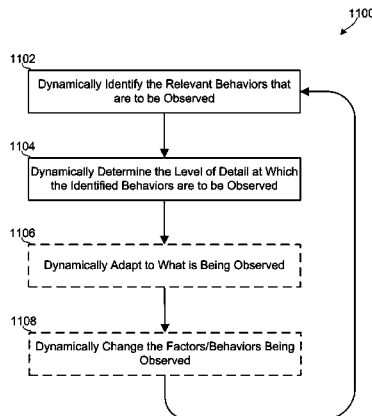 1100
1102
Dynamically Identify the Relevant Behaviors that
are to be Observed
1104
Dynamically Determine the Level of Detail at Which
the Identified Behaviors are to be Observed
1106
Dynamically Adapt to What is Being Observed
1108
Dynamically Change the Factors/Behaviors Being
Observed